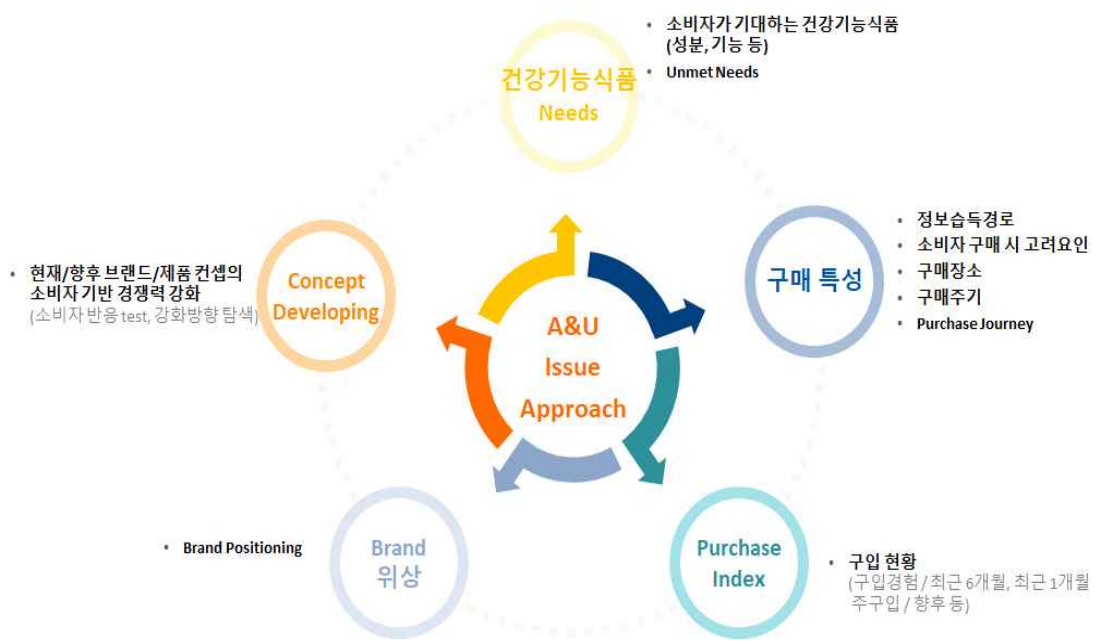 건강기능식품
Needs
• 소비자가 기대하는 건강기능식품
(성분, 기능 등)
• Unmet Needs
구매 특성
• 정보습득경로
• 소비자 구매 시 고려요인
• 구매장소
• 구매주기
• Purchase Journey
• 현재/향후 브랜드/제품 컨셉의
소비자 기반 경쟁력 강화
(소비자 반응 test, 강화방향 탐색)
Concept
Developing
A&U
Issue
Approach
• Brand Positioning
Brand
위상
Purchase
Index
• 구입 현황
(구입경험 / 최근 6개월, 최근 1개월
주구입 / 향후 등)